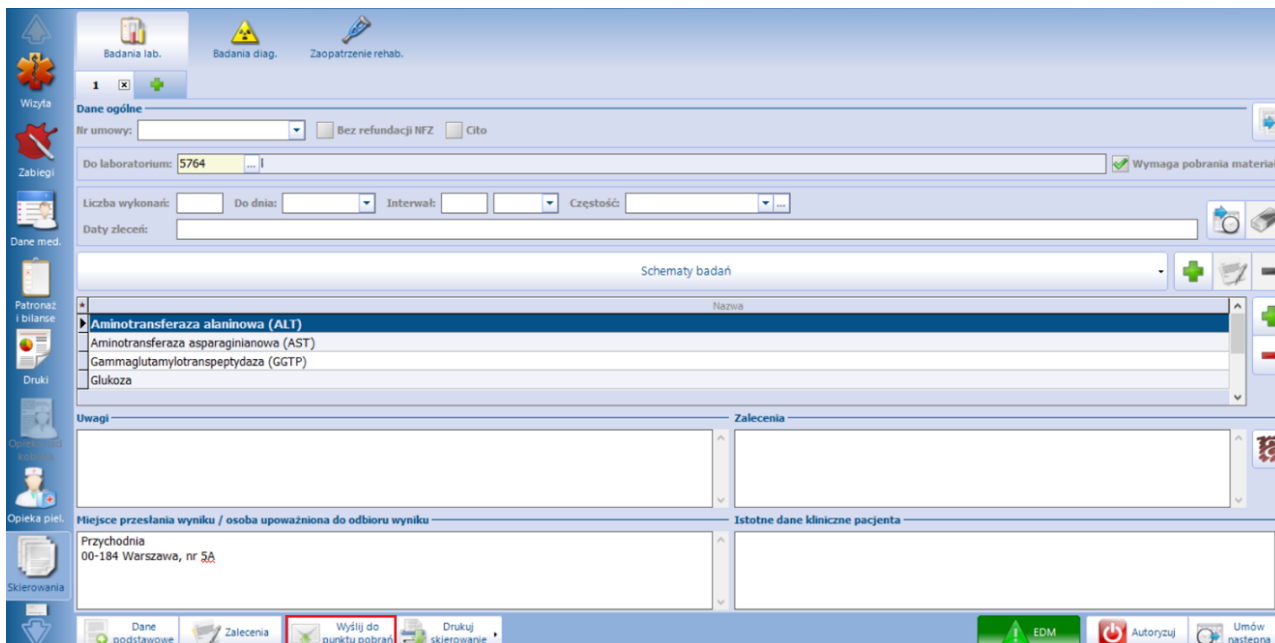 Badania lab.
Badania diag.
Zaopatrzenie rehab.
1
Wizyta
Dane ogólne
Nr umowy:
Bez refundacji NFZ
Cito
Zabiegi
Do laboratorium: 5764 ... l
Wymaga pobrania materiał
Liczba wykonań:
Do dnia:
Interwał:
Częstość:
...
Daty zleceń:
Dane med.
Schematy badań
Patronaż
i bilanse
Nazwa
Aminotransferaza alaninowa (ALT)
Aminotransferaza asparaginianowa (AST)
Gammaglutamylotranspeptydaza (GGTP)
Glukoza
Druki
Uwagi
Zalecenia
Opieka piel.
Miejsce przesłania wyniku / osoba upoważniona do odbioru wyniku
Istotne dane kliniczne pacjenta
Przychodnia
00-184 Warszawa, nr 5A
Skierowania
Dane
podstawowe
Zalecenia
Wyślij do
punktu pobrań
Drukuj
skierowanie
EDM
Autoryzuj
Umów
następną